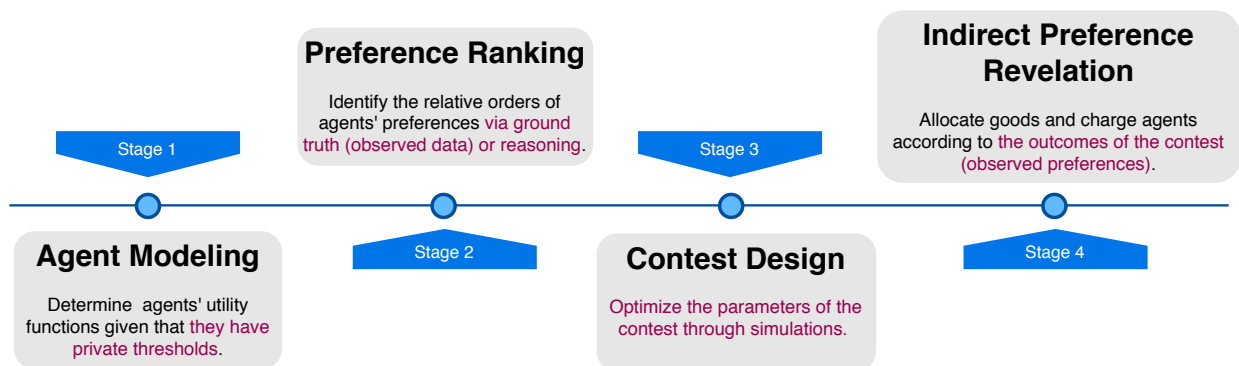 Stage 1
Agent Modeling
Determine agents' utility
functions given that they have
private thresholds.
Preference Ranking
Identify the relative orders of
agents' preferences via ground
truth (observed data) or reasoning.
Stage 2
Stage 3
Contest Design
Optimize the parameters of the
contest through simulations.
Indirect Preference
Revelation
Allocate goods and charge agents
according to the outcomes of the contest
(observed preferences).
Stage 4